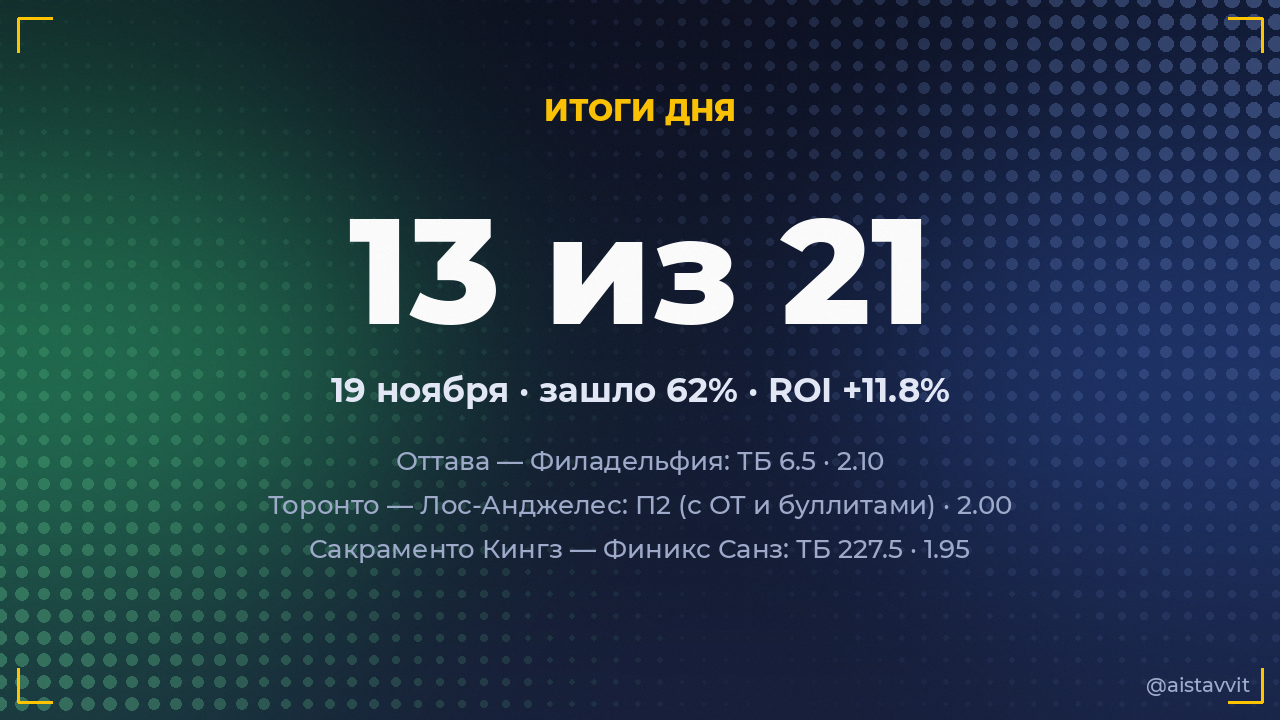 ИТОГИ ДНЯ
13 из 21
19 ноября · зашло 62% · ROI +11.8%
Оттава — Филадельфия: ТБ 6.5 · 2.10
Торонто — Лос-Анджелес: П2 (с ОТ и буллитами) · 2.00
Сакраменто Кингз — Финикс Санз: ТБ 227.5 · 1.95
@aistavvit